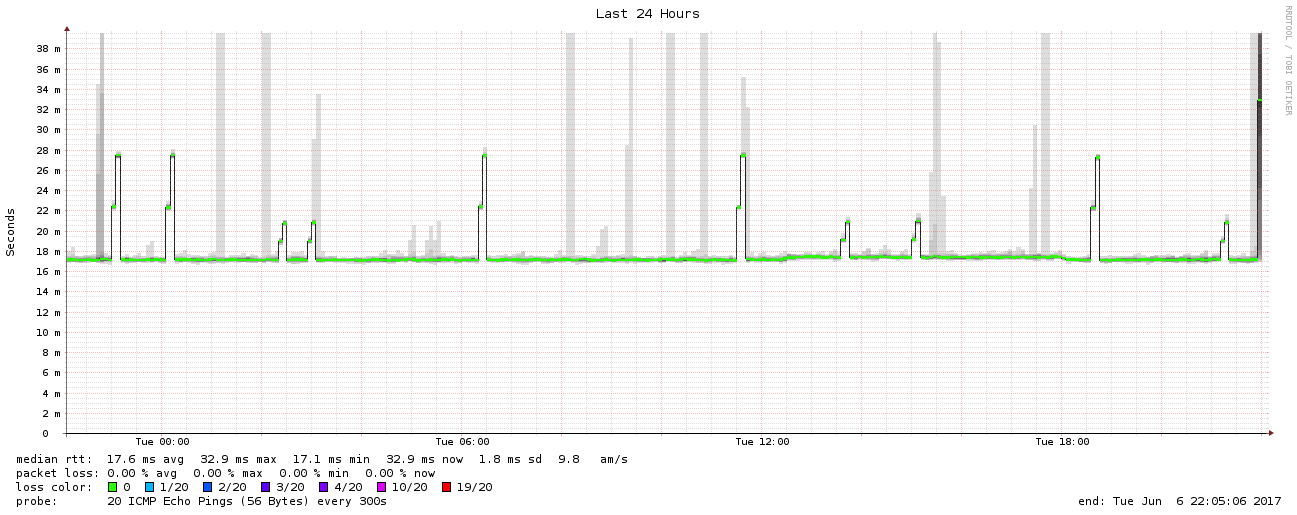 Last 24 Hours
RRDTOOL / TOBI OETIKER
Seconds
38 m
36 m
34 m
32 m
30 m
28 m
26 m
24 m
22 m
20 m
18 m
16 m
14 m
12 m
10 m
8 m
6 m
4 m
2 m
0
Tue 00:00 Tue 06:00 Tue 12:00 Tue 18:00
median rtt: 17.6 ms avg 32.9 ms max 17.1 ms min 32.9 ms now 1.8 ms sd 9.8 am/s
packet loss: 0.00 % avg 0.00 % max 0.00 % min 0.00 % now
loss color: 0 1/20 2/20 3/20 4/20 10/20 19/20
probe: 20 ICMP Echo Pings (56 Bytes) every 300s end: Tue Jun 6 22:05:06 2017